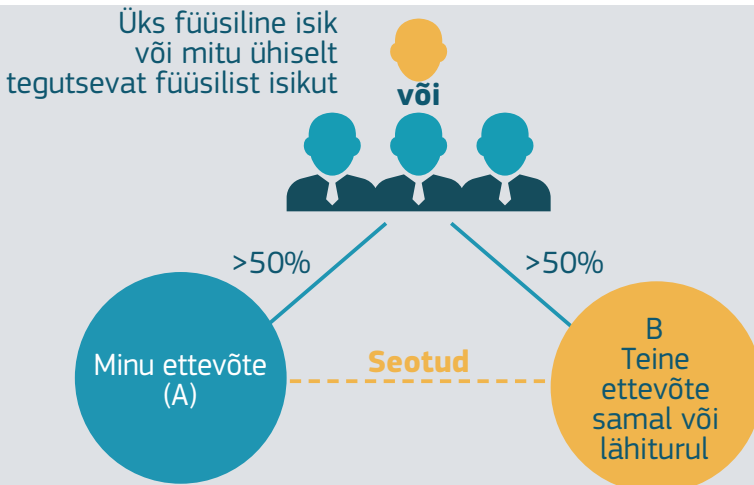 Üks füüsiline isik
või mitu ühiselt
tegutsevat füüsilist isikut
või
>50%
>50%
Minu ettevõte
(A)
Seotud
B
Teine
ettevõte
samal või
lähiturul